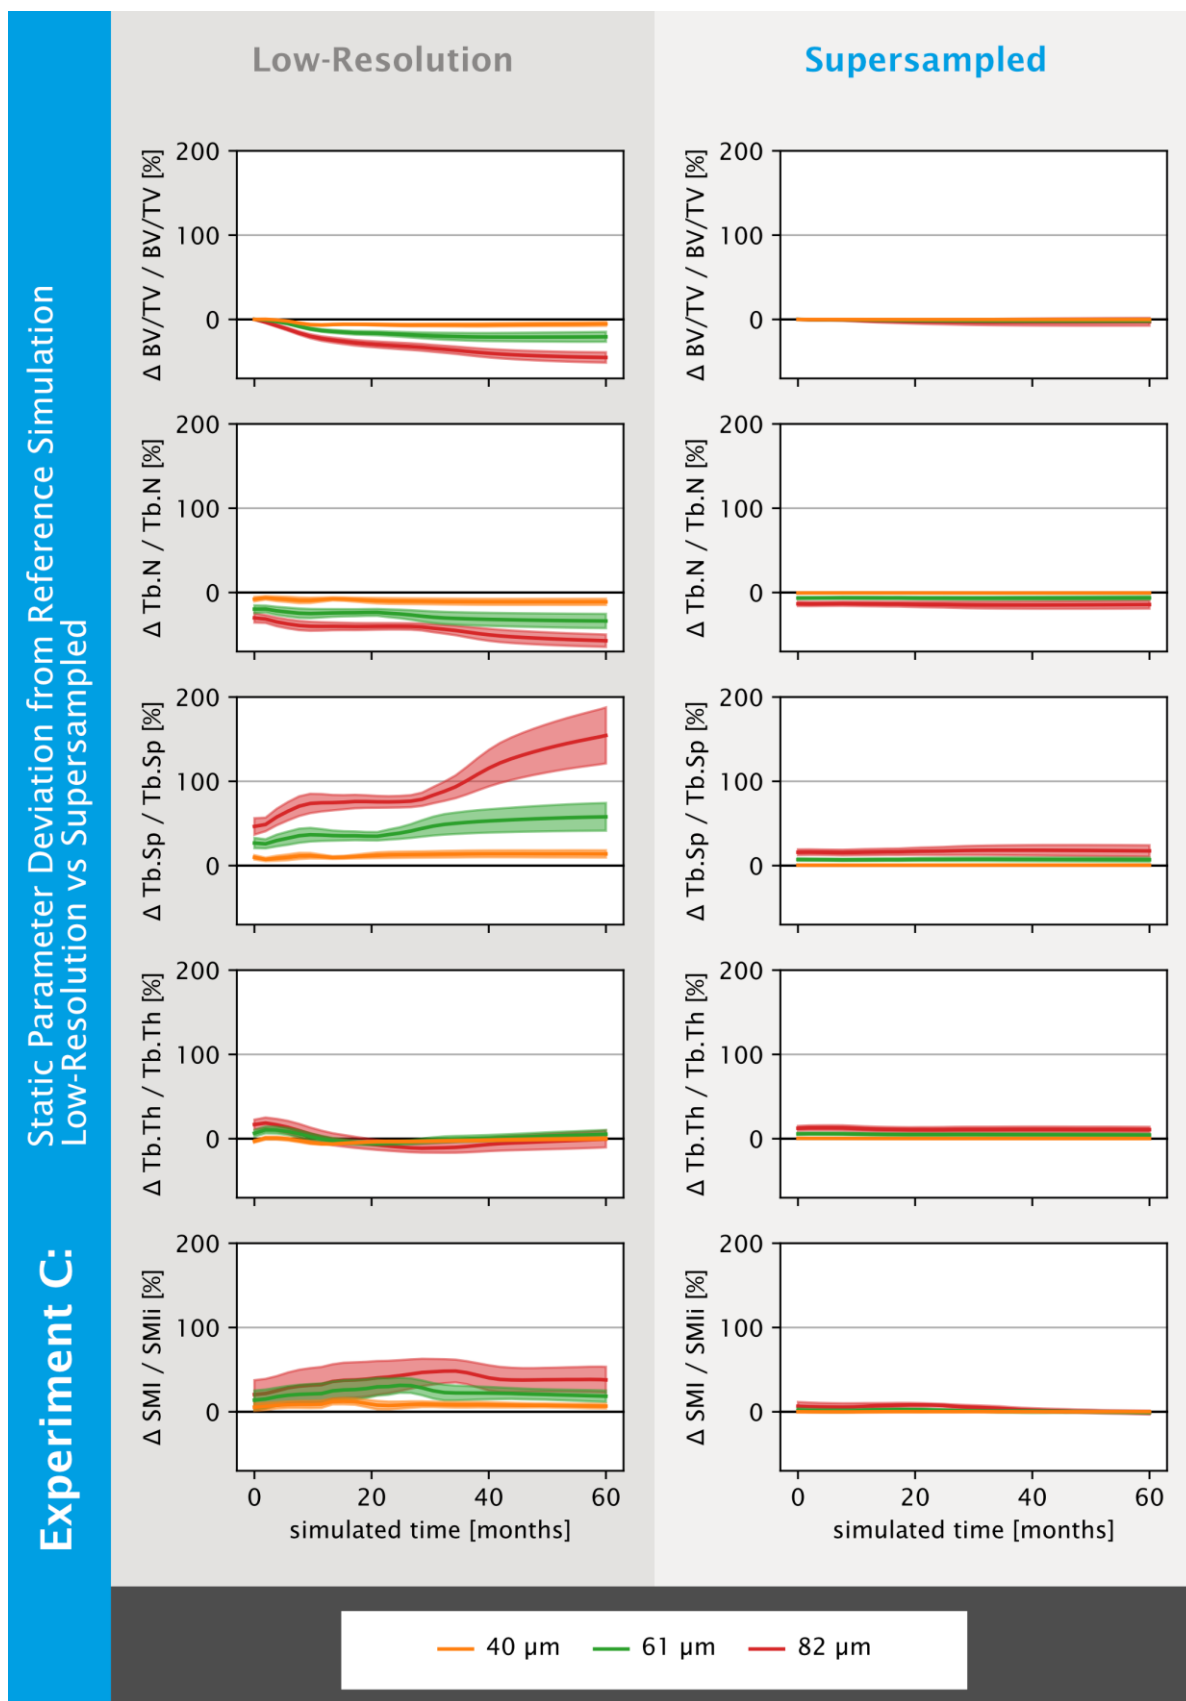 Experiment C:
Static Parameter Deviation from Reference Simulation
Low-Resolution vs Supersampled
Low-Resolution
Supersampled
Δ BV/TV / BV/TV [%]
200
100
0
Δ BV/TV / BV/TV [%]
200
100
0
Δ Tb.N / Tb.N [%]
200
100
0
Δ Tb.N / Tb.N [%]
200
100
0
Δ Tb.Sp / Tb.Sp [%]
200
100
0
Δ Tb.Sp / Tb.Sp [%]
200
100
0
Δ Tb.Th / Tb.Th [%]
200
100
0
Δ Tb.Th / Tb.Th [%]
200
100
0
Δ SMI / SMIi [%]
200
100
0
0 20 40 60
simulated time [months]
Δ SMI / SMIi [%]
200
100
0
0 20 40 60
simulated time [months]
40 µm 61 µm 82 µm